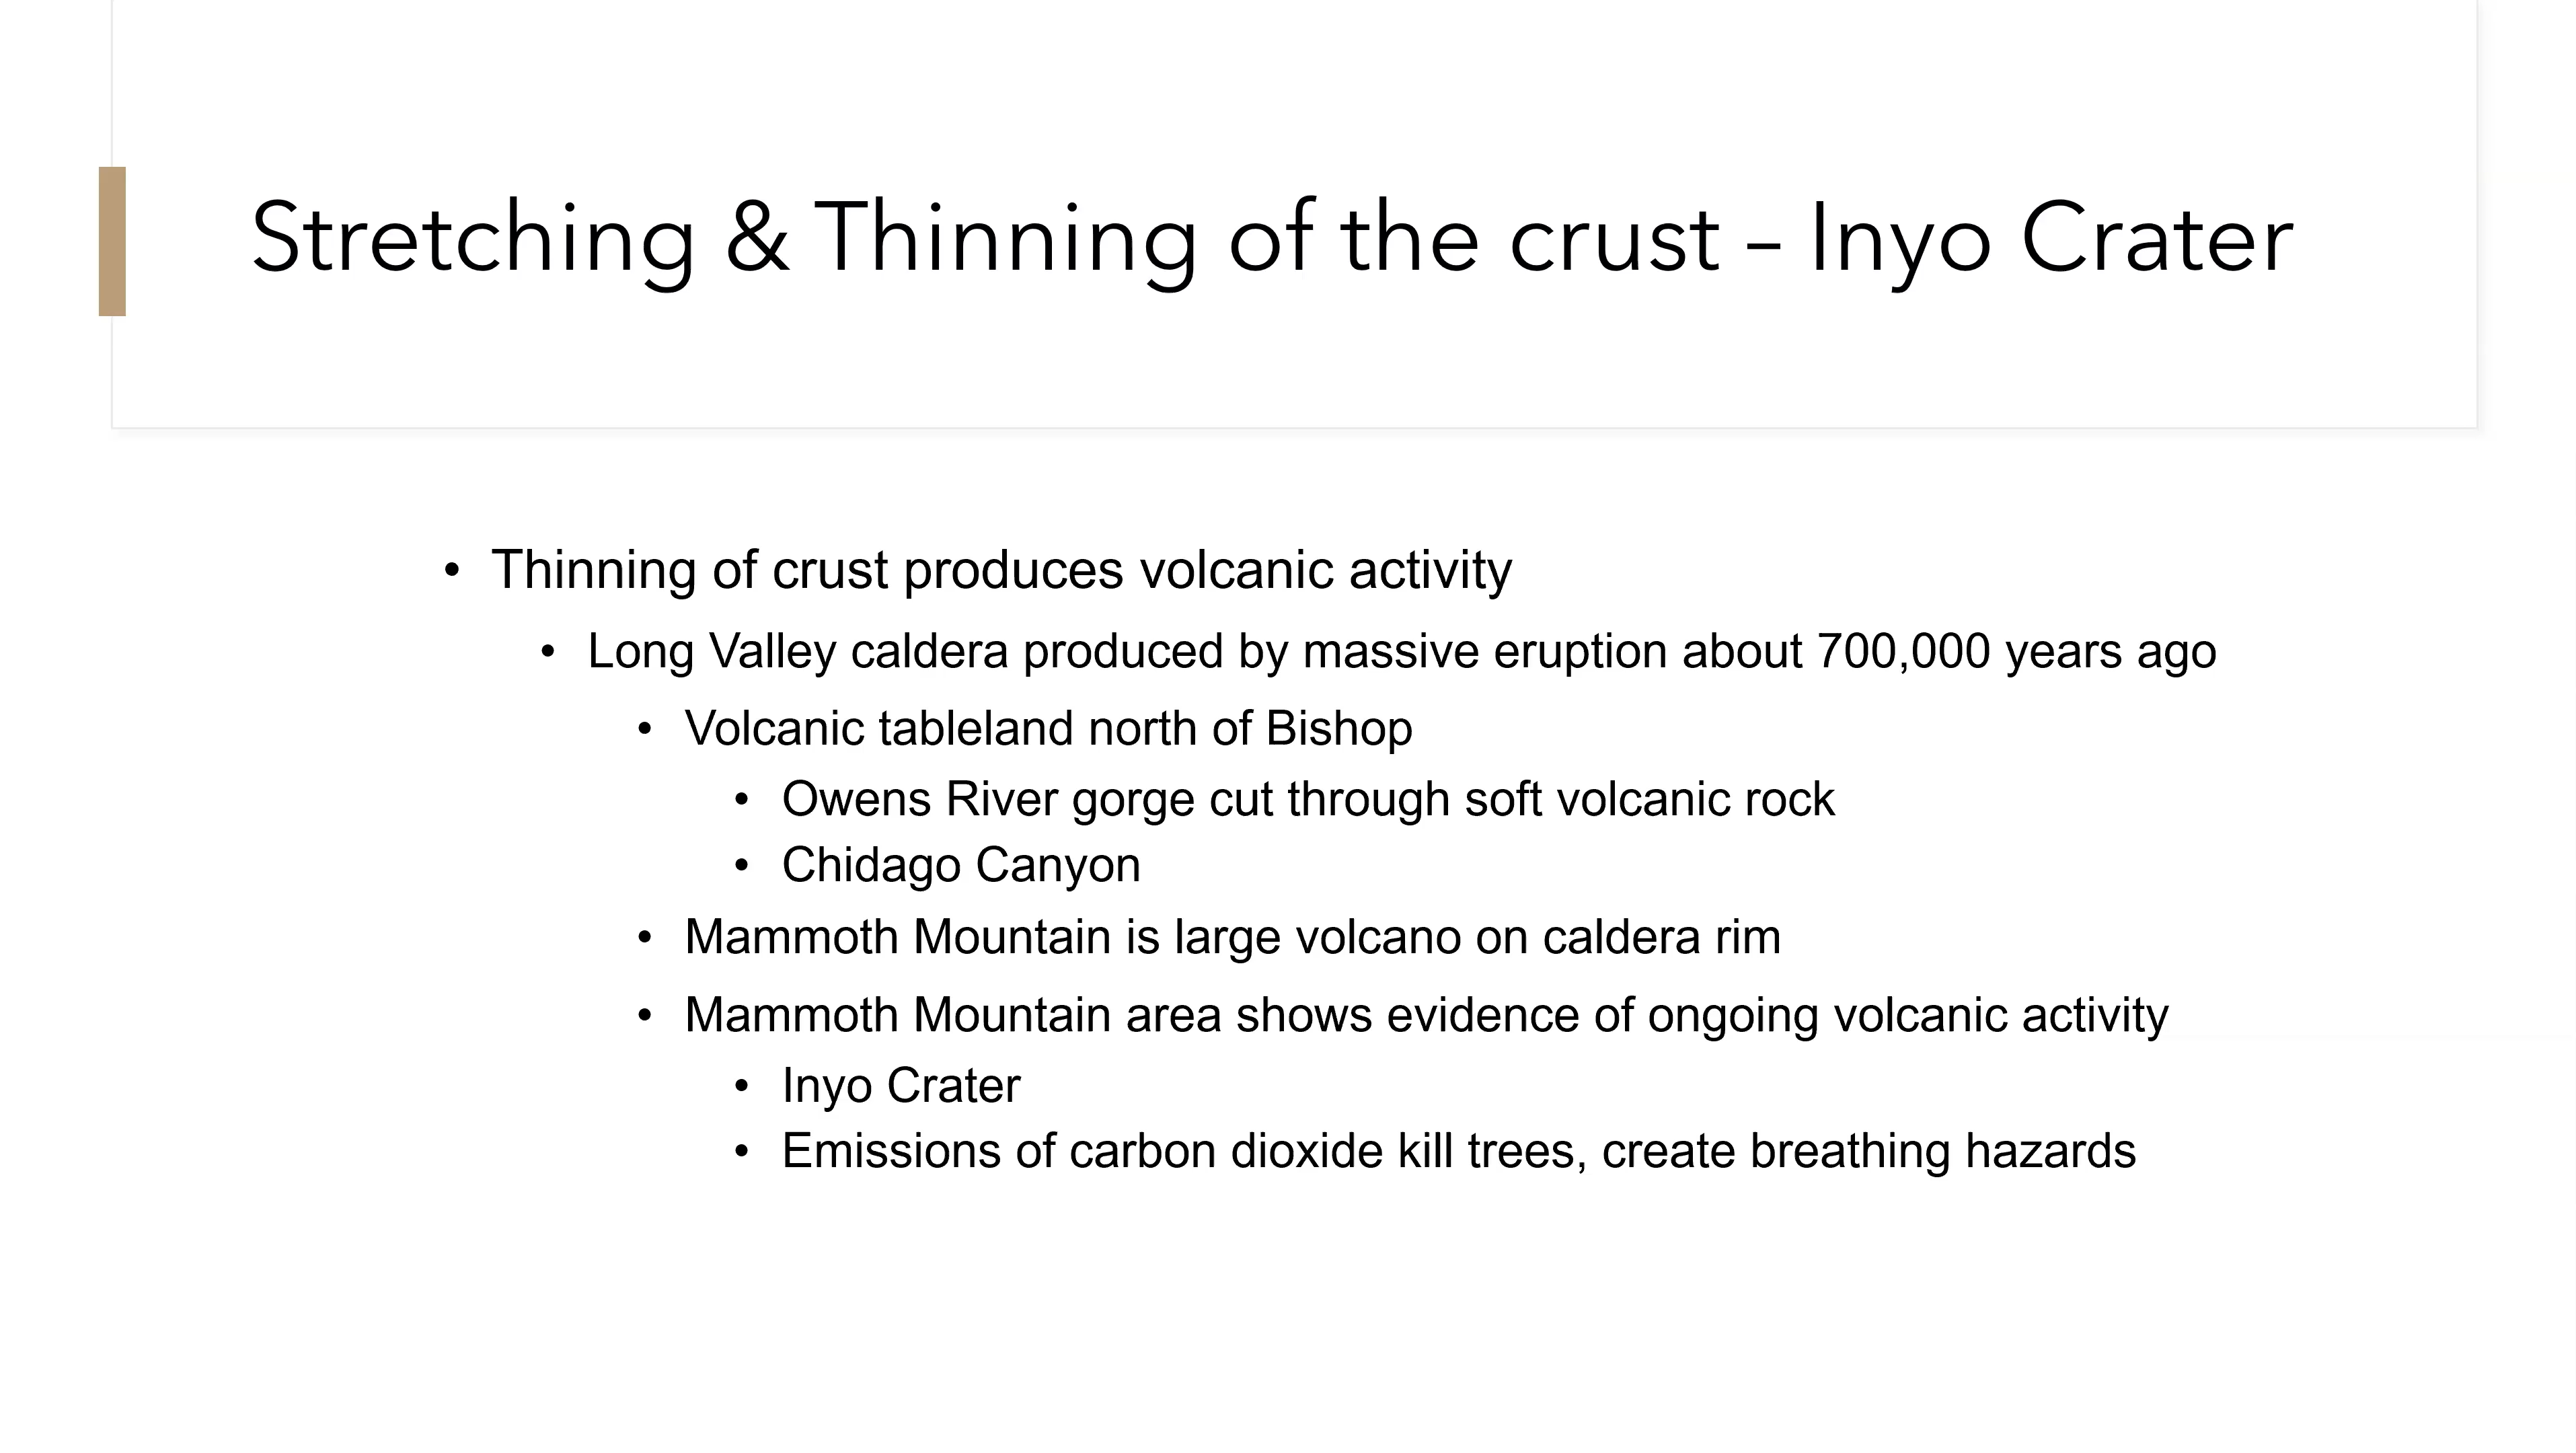 Stretching & Thinning of the crust – Inyo Crater
• Thinning of crust produces volcanic activity
• Long Valley caldera produced by massive eruption about 700,000 years ago
• Volcanic tableland north of Bishop
• Owens River gorge cut through soft volcanic rock
• Chidago Canyon
• Mammoth Mountain is large volcano on caldera rim
• Mammoth Mountain area shows evidence of ongoing volcanic activity
• Inyo Crater
• Emissions of carbon dioxide kill trees, create breathing hazards